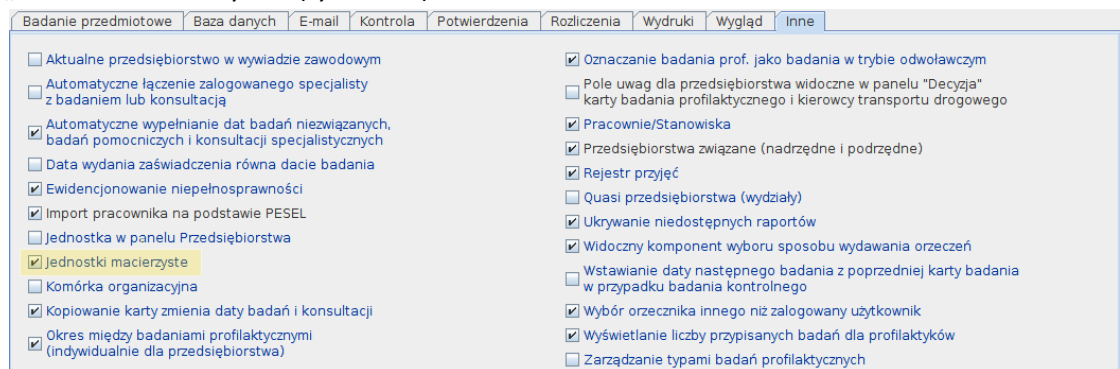 Badanie przedmiotowe Baza danych E-mail Kontrola Potwierdzenia Rozliczenia Wydruki Wygląd Inne
Aktualne przedsiębiorstwo w wywiadzie zawodowym
Automatyczne łączenie zalogowanego specjalisty
z badaniem lub konsultacją
Automatyczne wypełnianie dat badań niezwiązanych,
badań pomocniczych i konsultacji specjalistycznych
Data wydania zaświadczenia równa dacie badania
Ewidencjonowanie niepełnosprawności
Import pracownika na podstawie PESEL
Jednostka w panelu Przedsiębiorstwa
Jednostki macierzyste
Komórka organizacyjna
Kopiowanie karty zmienia daty badań i konsultacji
Okres między badaniami profilaktycznymi
(indywidualnie dla przedsiębiorstwa)
Oznaczanie badania prof. jako badania w trybie odwoławczym
Pole uwag dla przedsiębiorstwa widoczne w panelu "Decyzja"
karty badania profilaktycznego i kierowcy transportu drogowego
Pracownie/Stanowiska
Przedsiębiorstwa związane (nadrzędne i podrzędne)
Rejestr przyjęć
Quasi przedsiębiorstwa (wydziały)
Ukrywanie niedostępnych raportów
Widoczny komponent wyboru sposobu wydawania orzeczeń
Wstawianie daty następnego badania z poprzedniej karty badania
w przypadku badania kontrolnego
Wybór orzecznika innego niż zalogowany użytkownik
Wyświetlanie liczby przypisanych badań dla profilaktyków
Zarządzanie typami badań profilaktycznych